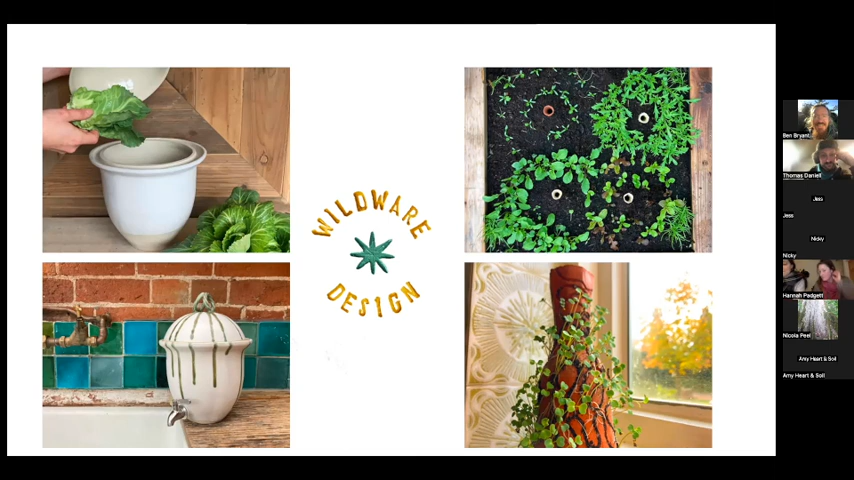 WILDWARE
DESIGN
Ben Bryant
Thomas Daniell
Jess
Jess
Nicky
Nicky
Hannah Padgett
Nicola Peel
Amy Heart & Soil
Amy Heart & Soil